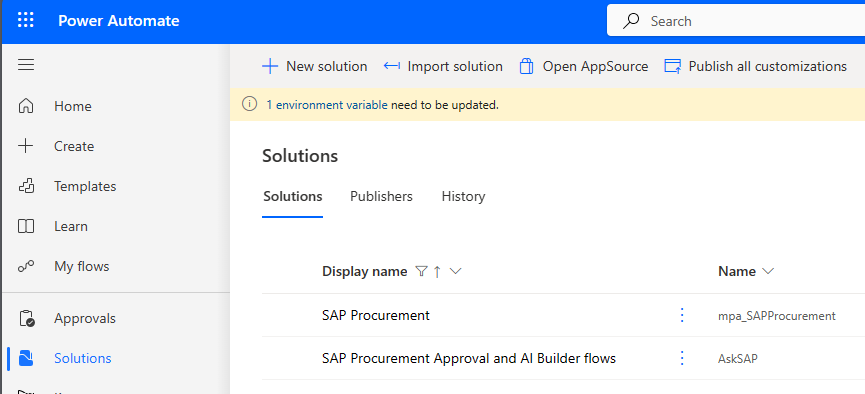 Power Automate
Search
New solution Import solution Open AppSource Publish all customizations
Home
1 environment variable need to be updated.
Create
Solutions
Templates
Solutions Publishers History
Learn
My flows
Display name Name
Approvals
SAP Procurement mpa_SAPProcurement
Solutions
SAP Procurement Approval and AI Builder flows AskSAP